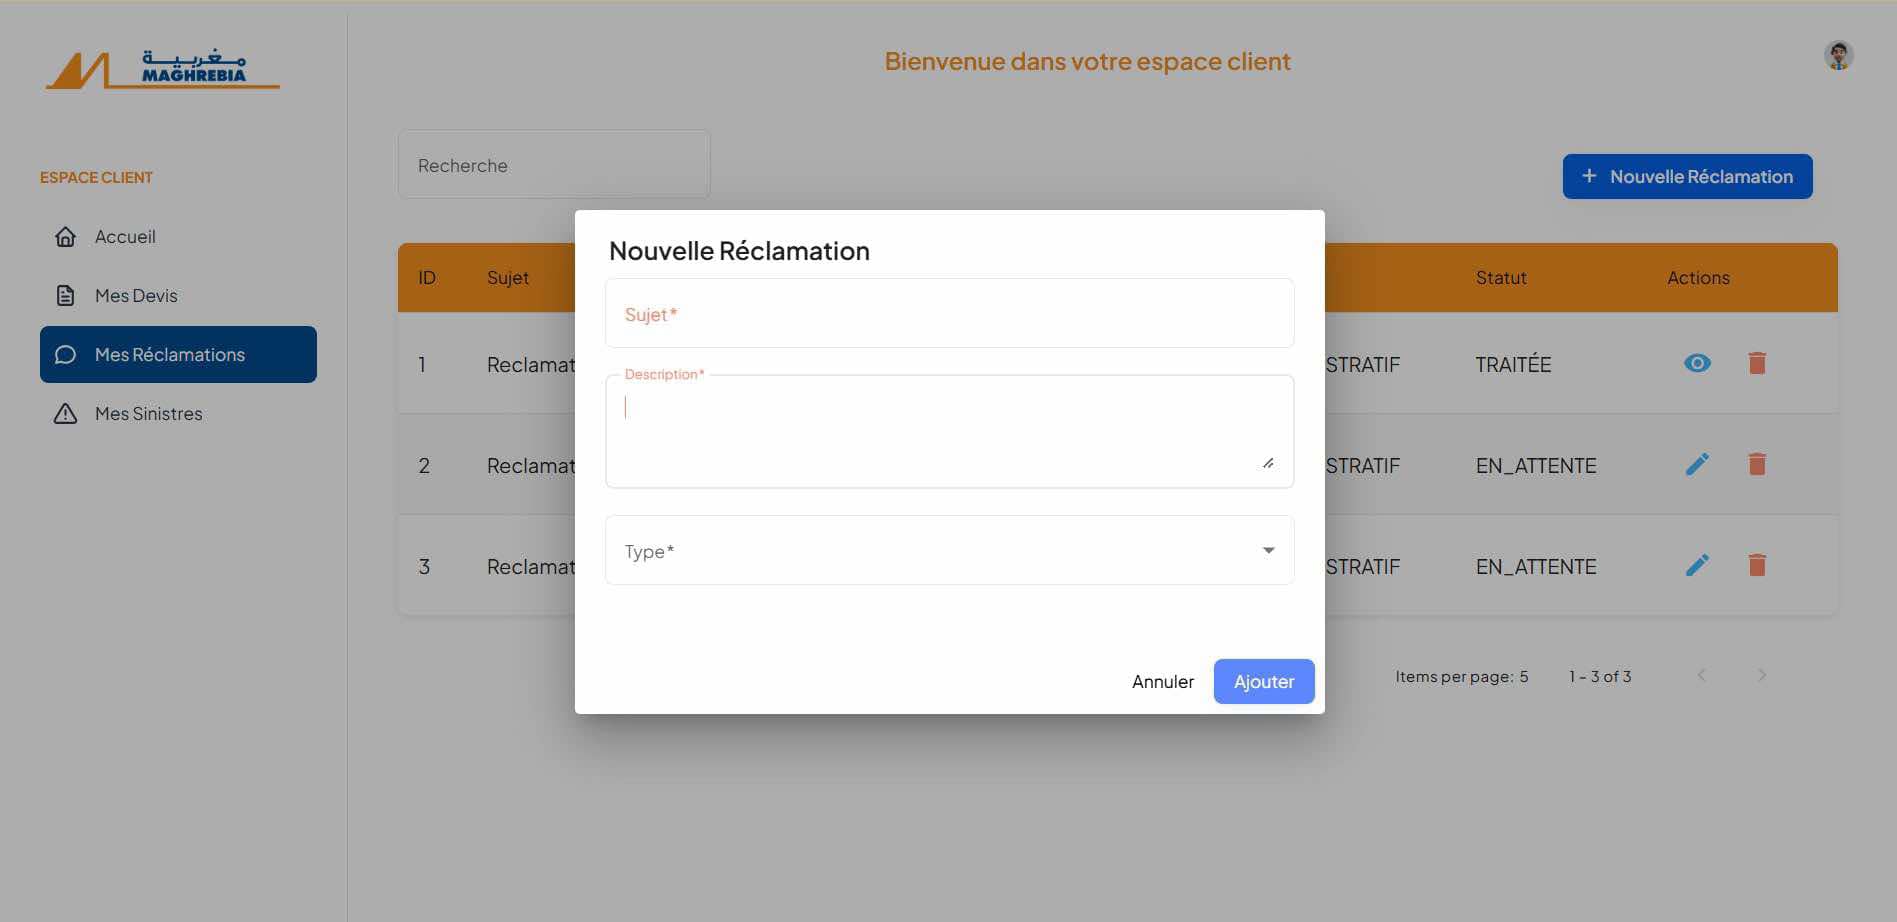 مغربية
MAGHREBIA
Bienvenue dans votre espace client
ESPACE CLIENT
Accueil
Mes Devis
Mes Réclamations
Mes Sinistres
Recherche
+ Nouvelle Réclamation
ID Sujet Statut Actions
1 Reclamat STRATIF TRAITÉE
2 Reclamat STRATIF EN_ATTENTE
3 Reclamat STRATIF EN_ATTENTE
Items per page: 5 1 – 3 of 3
Nouvelle Réclamation
Sujet*
Description*
Type*
Annuler Ajouter